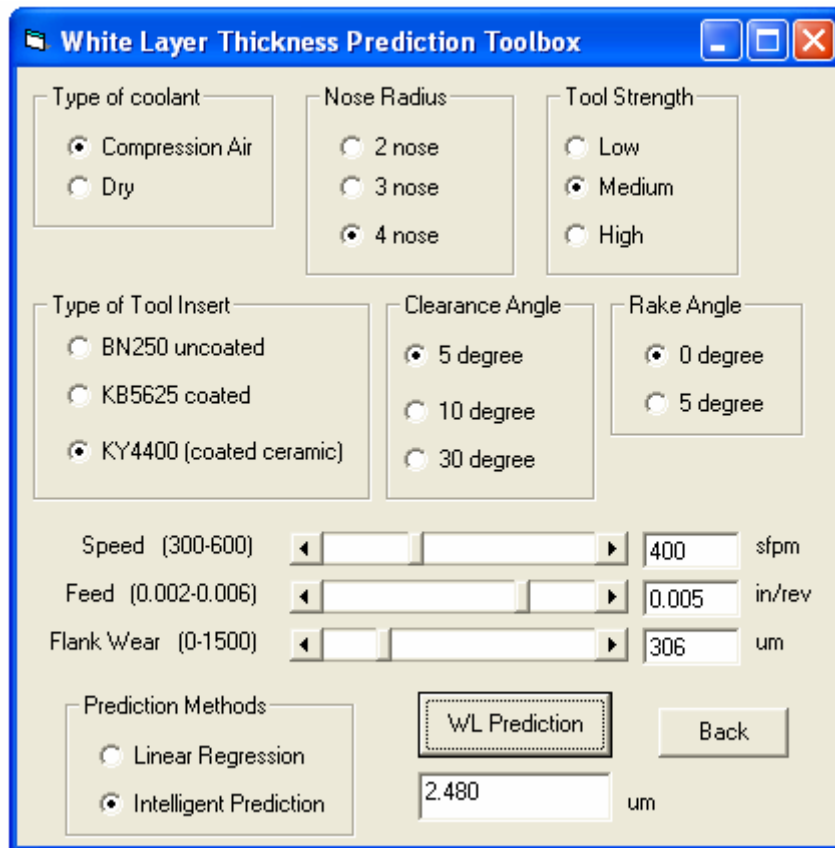 White Layer Thickness Prediction Toolbox
Type of coolant
Compression Air
Dry
Nose Radius
2 nose
3 nose
4 nose
Tool Strength
Low
Medium
High
Type of Tool Insert
BN250 uncoated
KB5625 coated
KY4400 (coated ceramic)
Clearance Angle
5 degree
10 degree
30 degree
Rake Angle
0 degree
5 degree
Speed (300-600) 400 sfpm
Feed (0.002-0.006) 0.005 in/rev
Flank Wear (0-1500) 306 um
Prediction Methods
Linear Regression
Intelligent Prediction
WL Prediction
Back
2.480 um